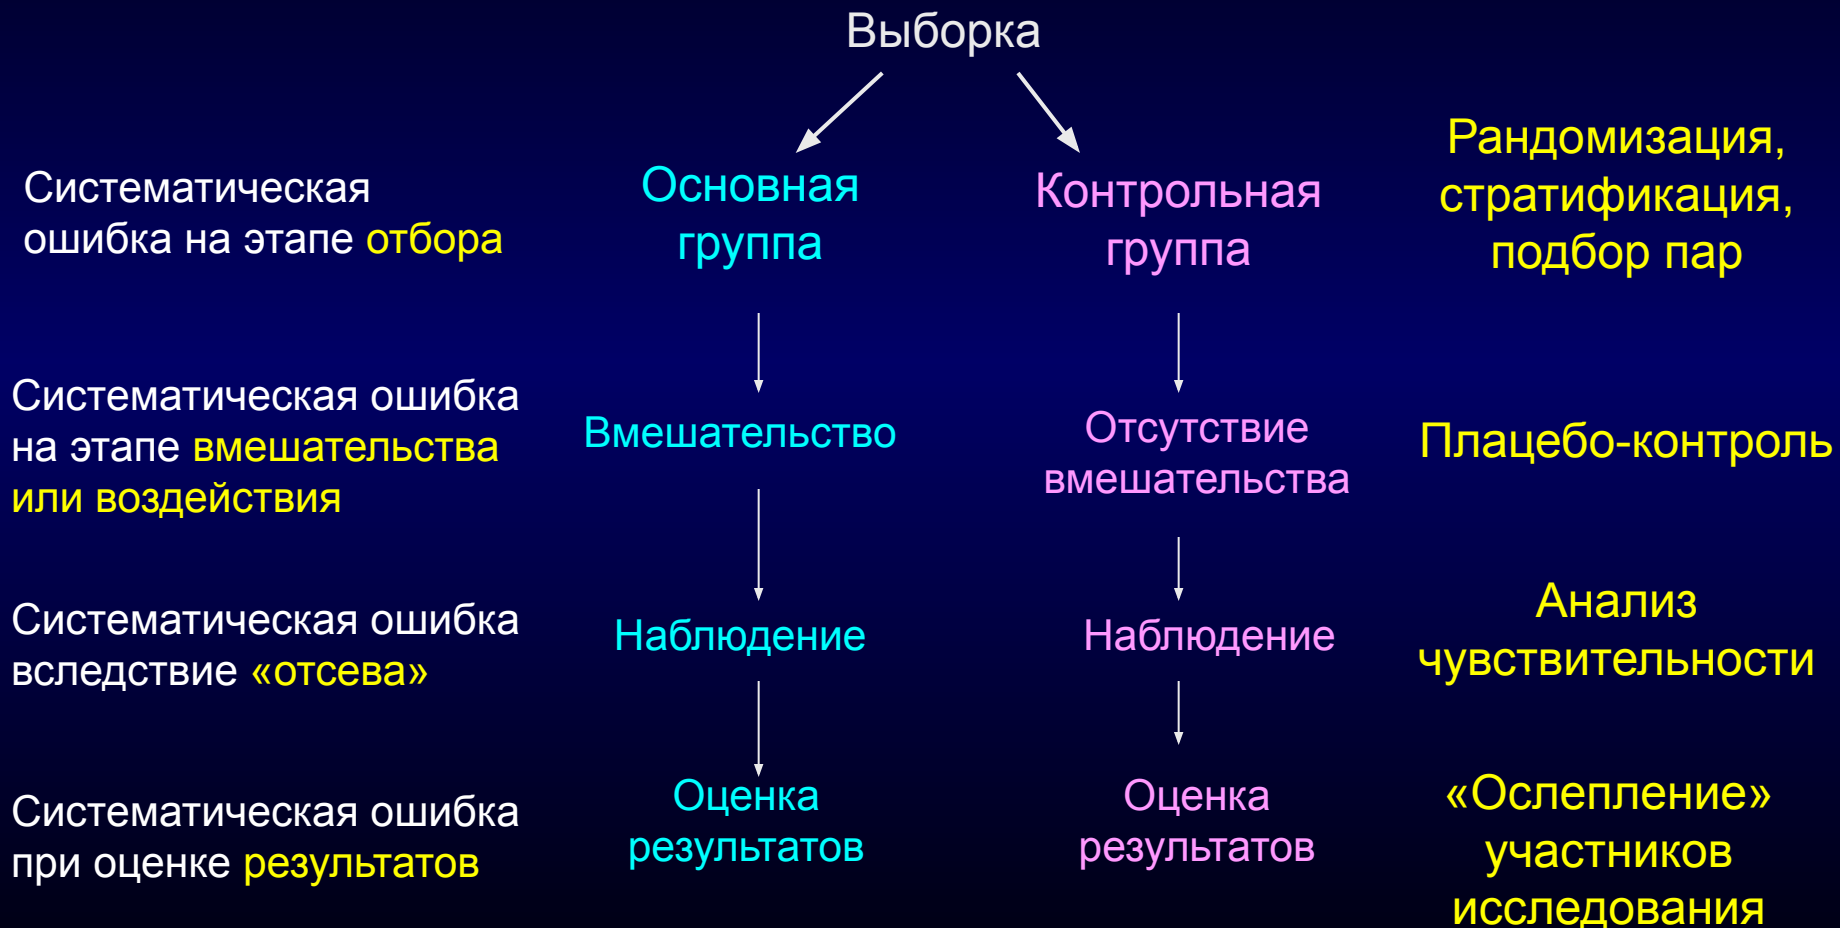 Выборка
Систематическая
ошибка на этапе отбора
Основная
группа
Контрольная
группа
Рандомизация,
стратификация,
подбор пар
Систематическая ошибка
на этапе вмешательства
или воздействия
Вмешательство
Отсутствие
вмешательства
Плацебо-контроль
Систематическая ошибка
вследствие «отсева»
Наблюдение
Наблюдение
Анализ
чувствительности
Систематическая ошибка
при оценке результатов
Оценка
результатов
Оценка
результатов
«Ослепление»
участников
исследования